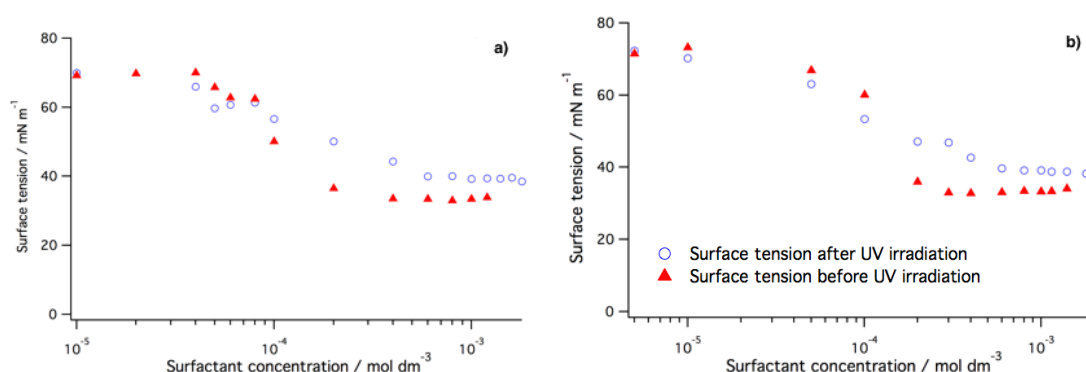 a)
80
60
40
20
0
Surface tension / mN m⁻¹
10⁻⁵
10⁻⁴
10⁻³
Surfactant concentration / mol dm⁻³
b)
80
60
40
20
0
Surface tension / mN m⁻¹
Surface tension after UV irradiation
Surface tension before UV irradiation
10⁻⁵
10⁻⁴
10⁻³
Surfactant concentration / mol dm⁻³